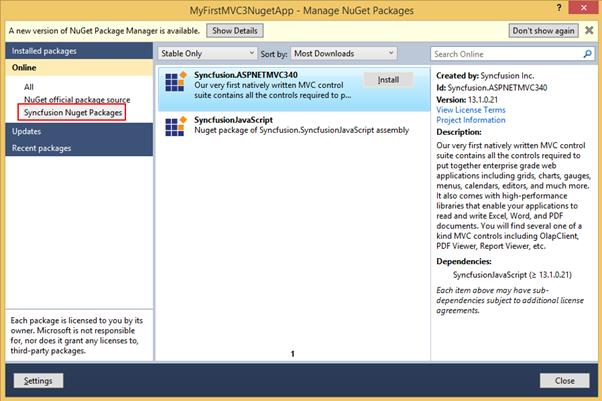 MyFirstMVC3NugetApp - Manage NuGet Packages
A new version of NuGet Package Manager is available.
Show Details
Don't show again
Installed packages
Online
All
NuGet official package source
Syncfusion Nuget Packages
Updates
Recent packages
Each package is licensed to you by its
owner. Microsoft is not responsible
for, nor does it grant any licenses to,
third-party packages.
Stable Only
Sort by:
Most Downloads
Syncfusion.ASPNETMVC340
Our very first natively written MVC control
suite contains all the controls required to p...
Install
SyncfusionJavaScript
Nuget package of Syncfusion.SyncfusionJavaScript assembly
1
Search Online
Created by: Syncfusion Inc.
Id: Syncfusion.ASPNETMVC340
Version: 13.1.0.21
View License Terms
Project Information
Description:
Our very first natively written MVC control
suite contains all the controls required to
put together enterprise grade web
applications including grids, charts, gauges,
menus, calendars, editors, and much more.
It also comes with high-performance
libraries that enable your applications to
read and write Excel, Word, and PDF
documents. You will find several one of a
kind MVC controls including OlapClient,
PDF Viewer, Report Viewer, etc.
Dependencies:
SyncfusionJavaScript (≥ 13.1.0.21)
Each item above may have sub-
dependencies subject to additional license
agreements.
Settings
Close